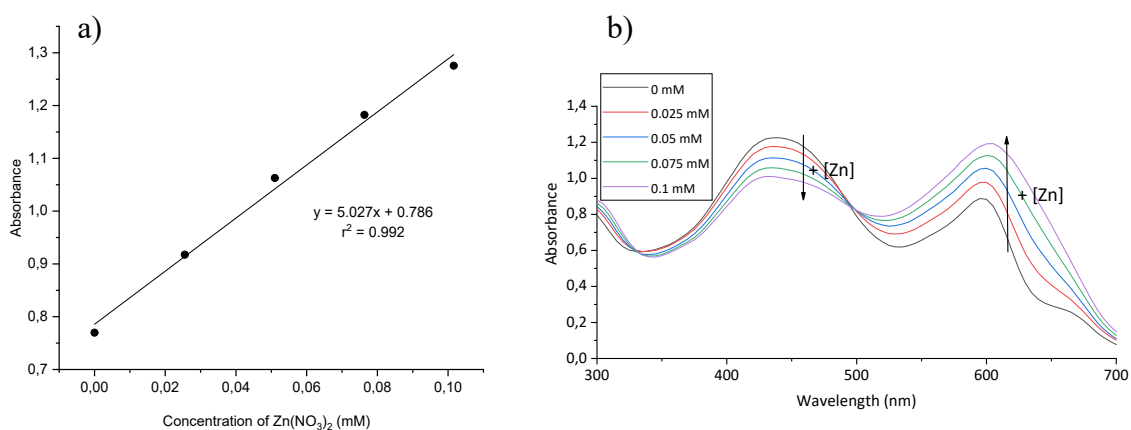 a)
1,3
1,2
1,1
1,0
0,9
0,8
0,7
Absorbance
y = 5.027x + 0.786
r² = 0.992
0,00 0,02 0,04 0,06 0,08 0,10
Concentration of Zn(NO₃)₂ (mM)
b)
0 mM
0.025 mM
0.05 mM
0.075 mM
0.1 mM
1,4
1,2
1,0
0,8
0,6
0,4
0,2
0,0
Absorbance
+ [Zn]
+ [Zn]
300 400 500 600 700
Wavelength (nm)